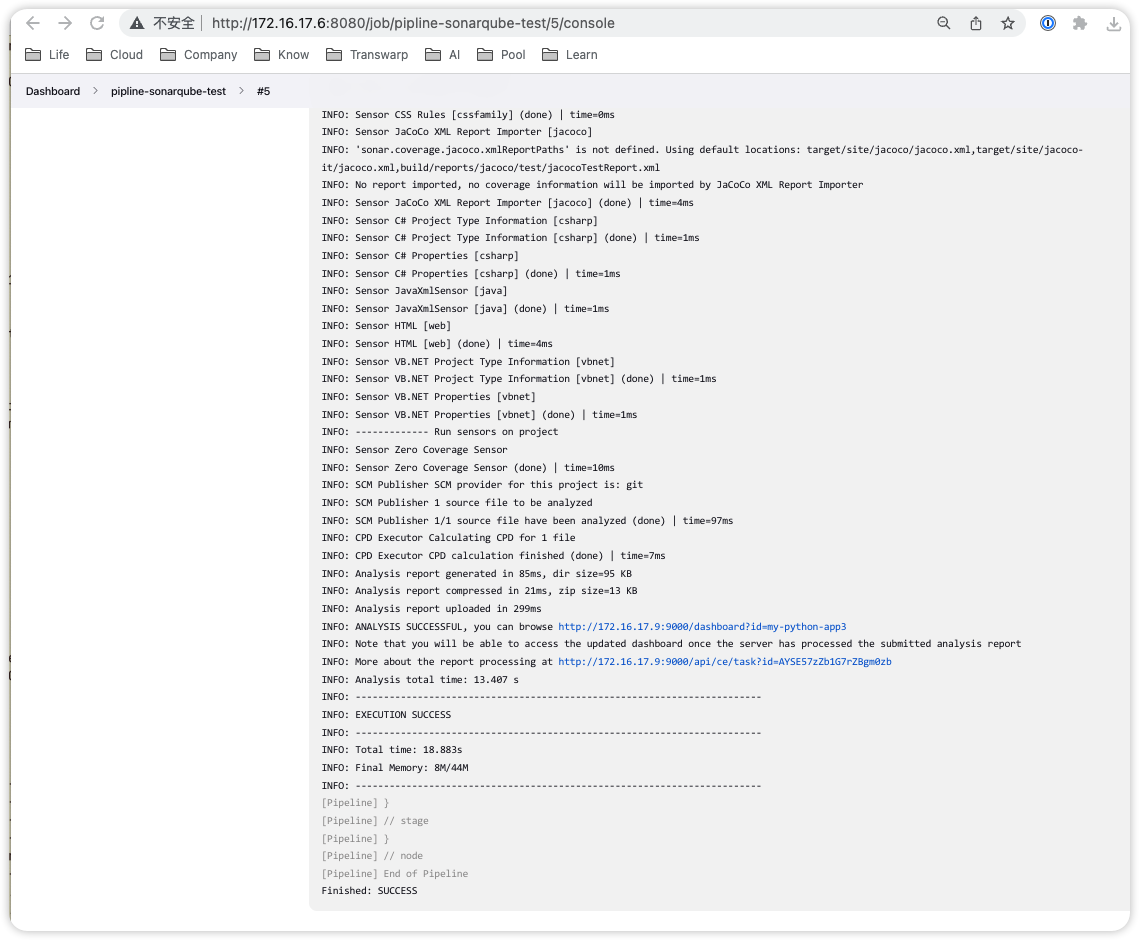 不安全 http://172.16.17.6:8080/job/pipline-sonarqube-test/5/console
Life Cloud Company Know Transwarp AI Pool Learn
Dashboard pipline-sonarqube-test #5
INFO: Sensor CSS Rules [cssfamily] (done) | time=0ms
INFO: Sensor JaCoCo XML Report Importer [jacoco]
INFO: 'sonar.coverage.jacoco.xmlReportPaths' is not defined. Using default locations: target/site/jacoco/jacoco.xml,target/site/jacoco-
it/jacoco.xml,build/reports/jacoco/test/jacocoTestReport.xml
INFO: No report imported, no coverage information will be imported by JaCoCo XML Report Importer
INFO: Sensor JaCoCo XML Report Importer [jacoco] (done) | time=4ms
INFO: Sensor C# Project Type Information [csharp]
INFO: Sensor C# Project Type Information [csharp] (done) | time=1ms
INFO: Sensor C# Properties [csharp]
INFO: Sensor C# Properties [csharp] (done) | time=1ms
INFO: Sensor JavaXmlSensor [java]
INFO: Sensor JavaXmlSensor [java] (done) | time=1ms
INFO: Sensor HTML [web]
INFO: Sensor HTML [web] (done) | time=4ms
INFO: Sensor VB.NET Project Type Information [vbnet]
INFO: Sensor VB.NET Project Type Information [vbnet] (done) | time=1ms
INFO: Sensor VB.NET Properties [vbnet]
INFO: Sensor VB.NET Properties [vbnet] (done) | time=1ms
INFO: ------------- Run sensors on project
INFO: Sensor Zero Coverage Sensor
INFO: Sensor Zero Coverage Sensor (done) | time=10ms
INFO: SCM Publisher SCM provider for this project is: git
INFO: SCM Publisher 1 source file to be analyzed
INFO: SCM Publisher 1/1 source file have been analyzed (done) | time=97ms
INFO: CPD Executor Calculating CPD for 1 file
INFO: CPD Executor CPD calculation finished (done) | time=7ms
INFO: Analysis report generated in 85ms, dir size=95 KB
INFO: Analysis report compressed in 21ms, zip size=13 KB
INFO: Analysis report uploaded in 299ms
INFO: ANALYSIS SUCCESSFUL, you can browse http://172.16.17.9:9000/dashboard?id=my-python-app3
INFO: Note that you will be able to access the updated dashboard once the server has processed the submitted analysis report
INFO: More about the report processing at http://172.16.17.9:9000/api/ce/task?id=AYSE57zZb1G7rZBgm0zb
INFO: Analysis total time: 13.407 s
INFO: ------------------------------------------------------------------------
INFO: EXECUTION SUCCESS
INFO: ------------------------------------------------------------------------
INFO: Total time: 18.883s
INFO: Final Memory: 8M/44M
INFO: ------------------------------------------------------------------------
[Pipeline] }
[Pipeline] // stage
[Pipeline] }
[Pipeline] // node
[Pipeline] End of Pipeline
Finished: SUCCESS